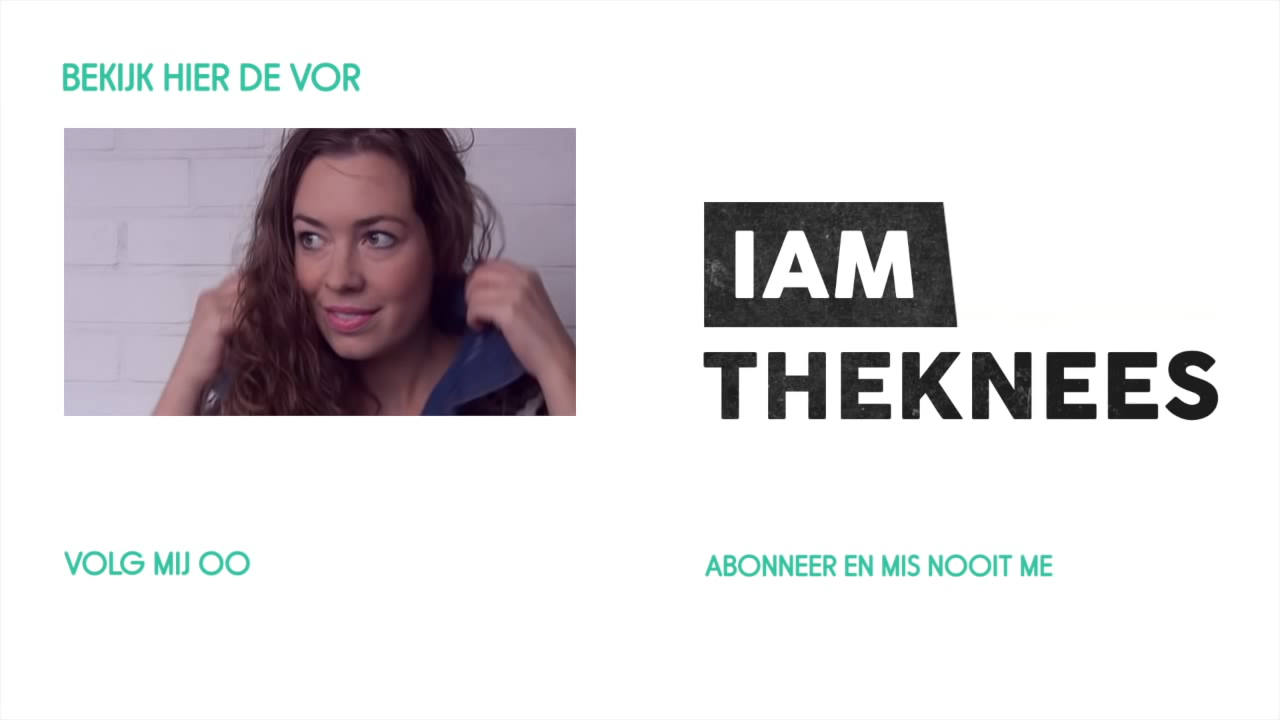 BEKIJK HIER DE VOR
IAM
THEKNEES
VOLG MIJ OO
ABONNEER EN MIS NOOIT ME